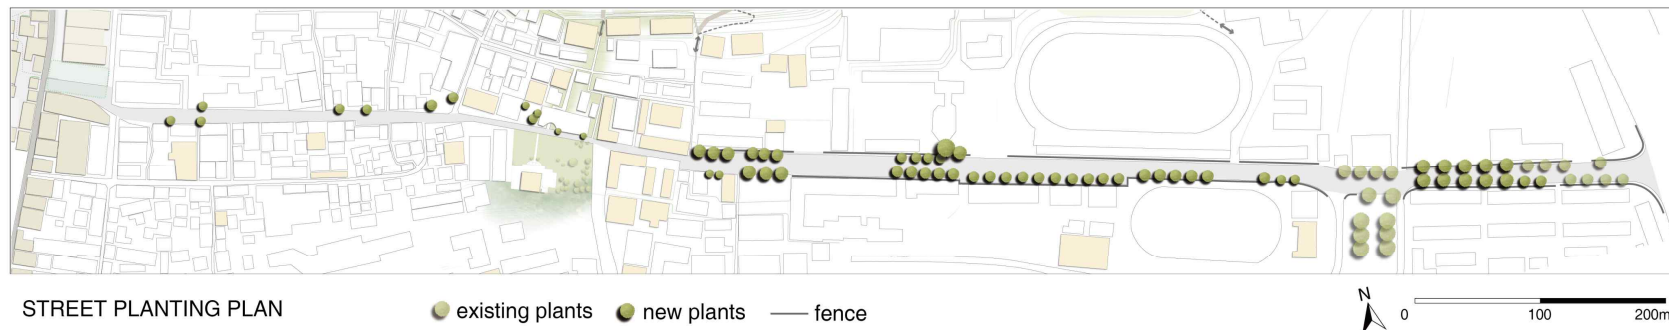 STREET PLANTING PLAN
existing plants
new plants
fence
N
0 100 200m